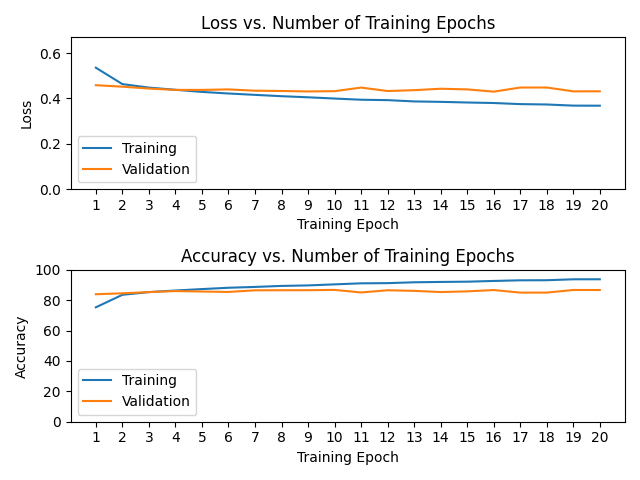 Loss vs. Number of Training Epochs
0.6
0.4
0.2
0.0
Loss
Training
Validation
1 2 3 4 5 6 7 8 9 10 11 12 13 14 15 16 17 18 19 20
Training Epoch
Accuracy vs. Number of Training Epochs
100
80
60
40
20
0
Accuracy
Training
Validation
1 2 3 4 5 6 7 8 9 10 11 12 13 14 15 16 17 18 19 20
Training Epoch